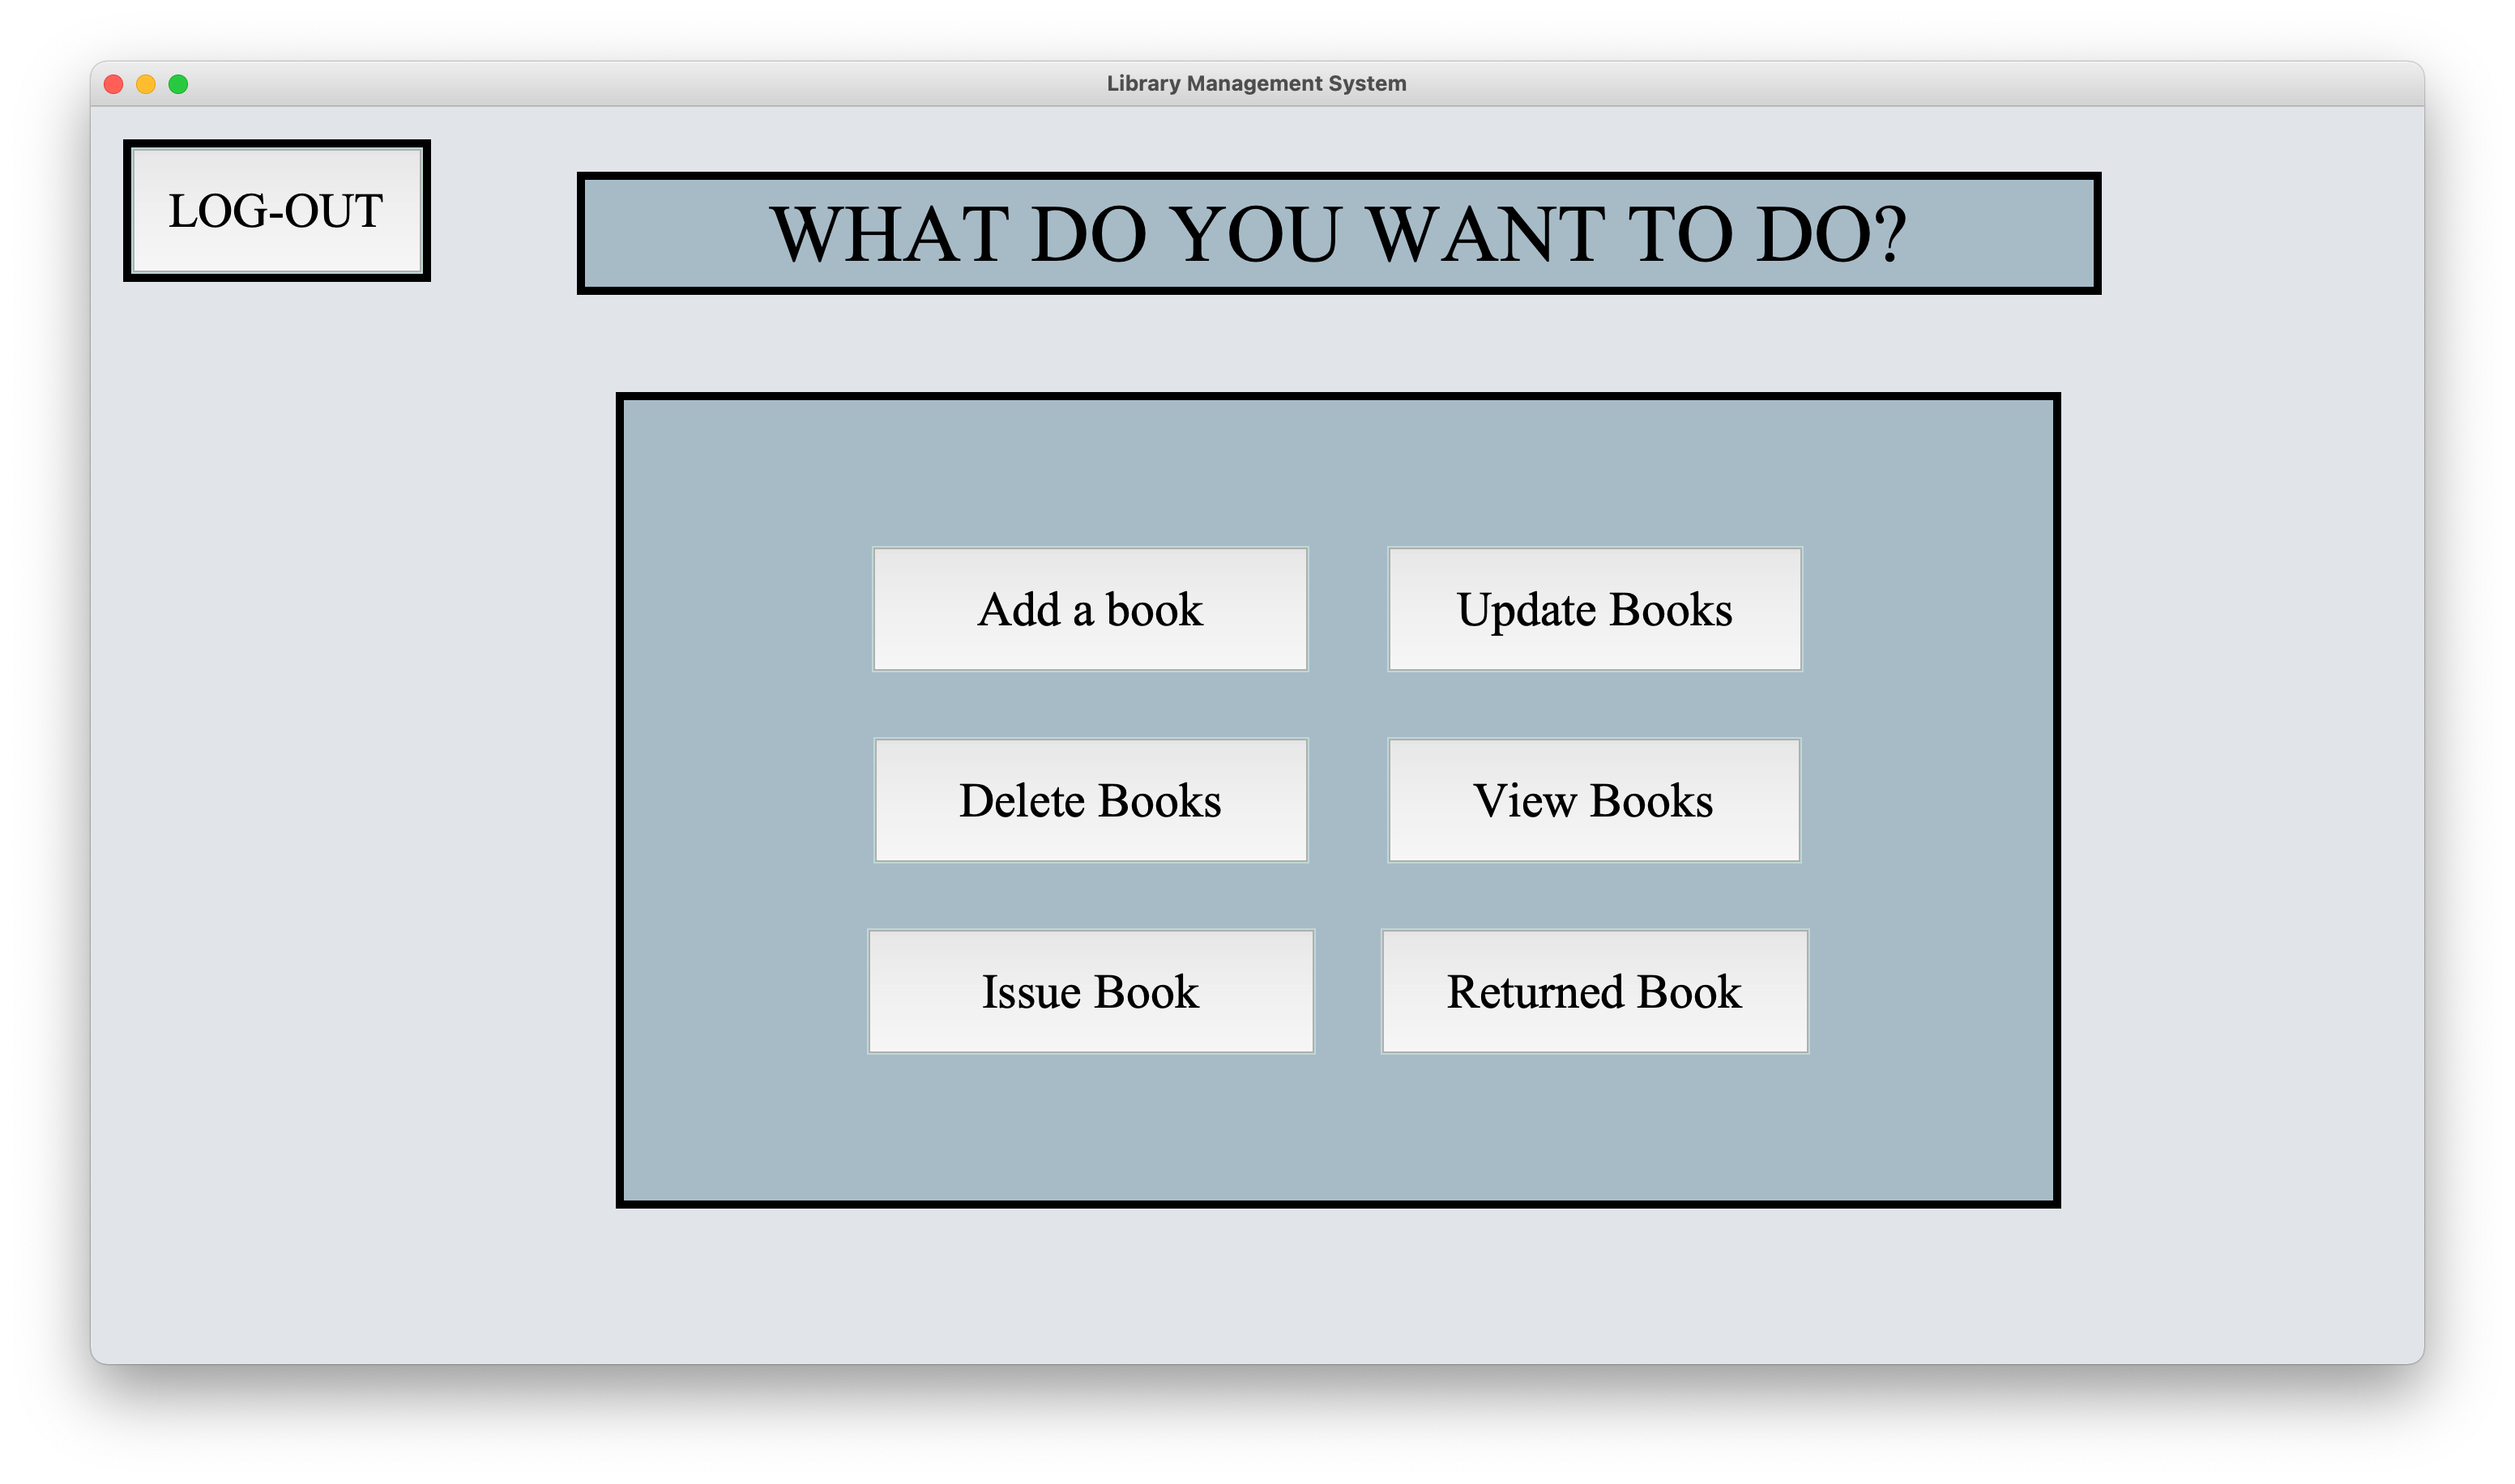 Library Management System
LOG-OUT
WHAT DO YOU WANT TO DO?
Add a book
Update Books
Delete Books
View Books
Issue Book
Returned Book